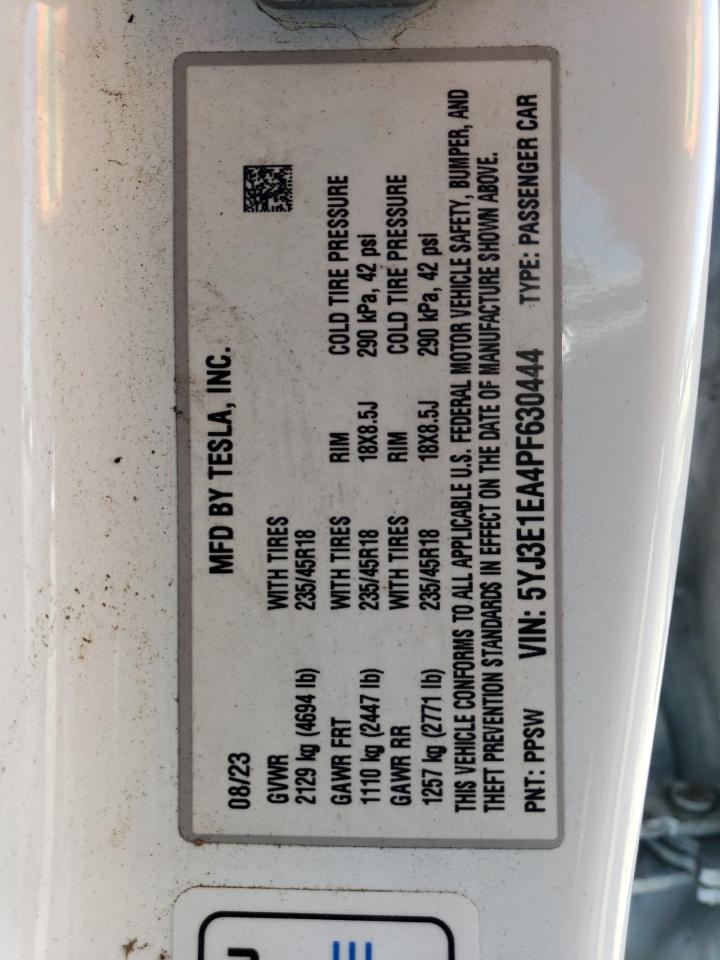 MFD BY TESLA, INC.
08/23
GVWR WITH TIRES
2129 kg (4694 lb) 235/45R18
GAWR FRT WITH TIRES RIM COLD TIRE PRESSURE
1110 kg (2447 lb) 235/45R18 18X8.5J 290 kPa, 42 psi
GAWR RR WITH TIRES RIM COLD TIRE PRESSURE
1257 kg (2771 lb) 235/45R18 18X8.5J 290 kPa, 42 psi
THIS VEHICLE CONFORMS TO ALL APPLICABLE U.S. FEDERAL MOTOR VEHICLE SAFETY, BUMPER, AND
THEFT PREVENTION STANDARDS IN EFFECT ON THE DATE OF MANUFACTURE SHOWN ABOVE.
PNT: PPSW VIN: 5YJ3E1EA4PF630444 TYPE: PASSENGER CAR